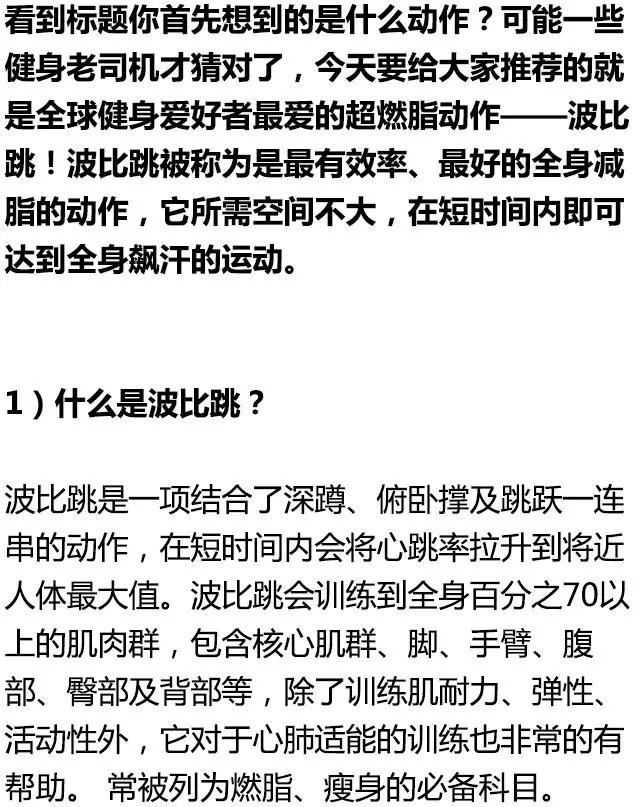 看到标题你首先想到的是什么动作？可能一些
健身老司机才猜对了，今天要给大家推荐的就
是全球健身爱好者最爱的超燃脂动作——波比
跳！波比跳被称为是最有效率、最好的全身减
脂的动作，它所需空间不大，在短时间内即可
达到全身飙汗的运动。
1）什么是波比跳？
波比跳是一项结合了深蹲、俯卧撑及跳跃一连
串的动作，在短时间内会将心跳率拉升到将近
人体最大值。波比跳会训练到全身百分之70以
上的肌肉群，包含核心肌群、脚、手臂、腹
部、臀部及背部等，除了训练肌耐力、弹性、
活动性外，它对于心肺适能的训练也非常的有
帮助。 常被列为燃脂、瘦身的必备科目。